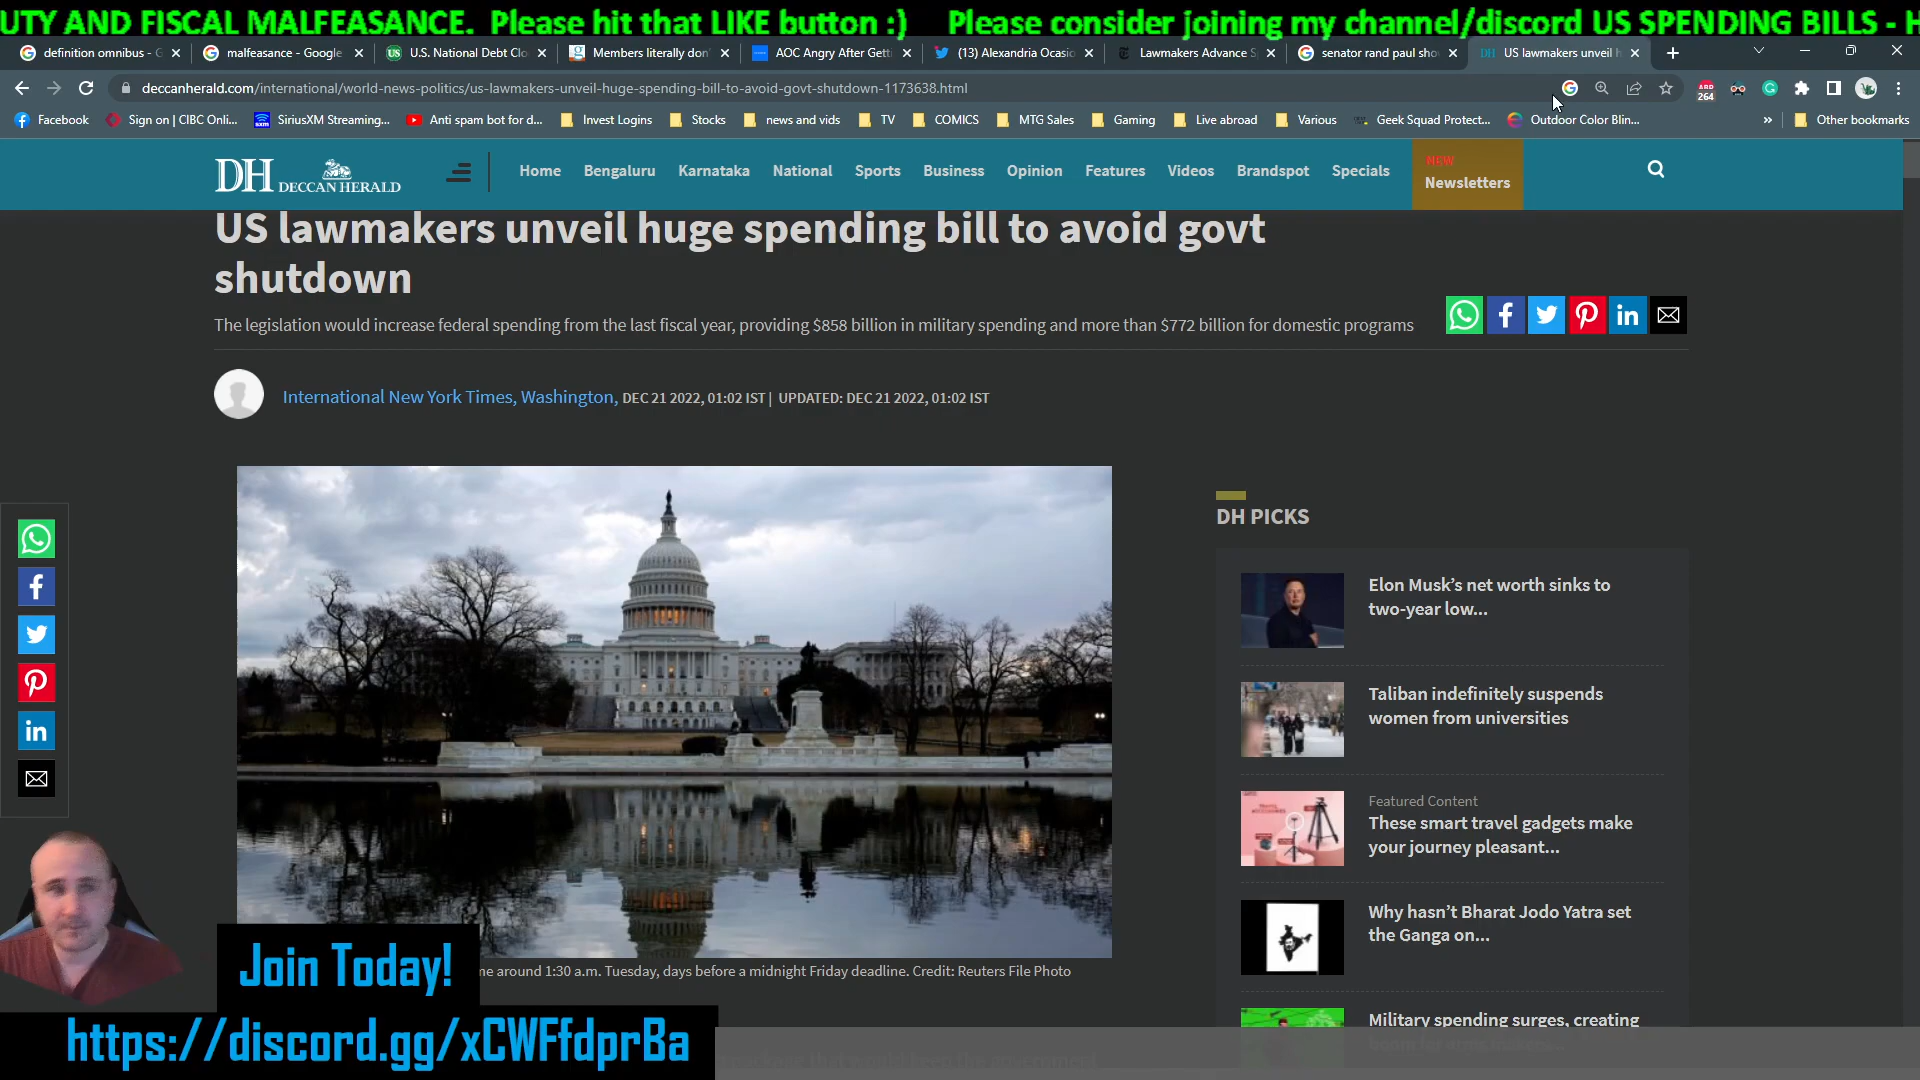 UTY AND FISCAL MALFEASANCE. Please hit that LIKE button :) Please consider joining my channel/discord US SPENDING BILLS - H
definition omnibus - G
malfeasance - Google
U.S. National Debt Clo
Members literally don'
AOC Angry After Getti
(13) Alexandria Ocasio
Lawmakers Advance S
senator rand paul sho
DH US lawmakers unveil h
deccanherald.com/international/world-news-politics/us-lawmakers-unveil-huge-spending-bill-to-avoid-govt-shutdown-1173638.html
264
Facebook
Sign on | CIBC Onli...
SiriusXM Streaming...
Anti spam bot for d...
Invest Logins
Stocks
news and vids
TV
COMICS
MTG Sales
Gaming
Live abroad
Various
Geek Squad Protect...
Outdoor Color Blin...
»
Other bookmarks
DH DECCAN HERALD
Home
Bengaluru
Karnataka
National
Sports
Business
Opinion
Features
Videos
Brandspot
Specials
NEW
Newsletters
US lawmakers unveil huge spending bill to avoid govt
shutdown
The legislation would increase federal spending from the last fiscal year, providing $858 billion in military spending and more than $772 billion for domestic programs
International New York Times, Washington, DEC 21 2022, 01:02 IST | UPDATED: DEC 21 2022, 01:02 IST
DH PICKS
Elon Musk's net worth sinks to
two-year low...
Taliban indefinitely suspends
women from universities
Featured Content
These smart travel gadgets make
your journey pleasant...
Why hasn't Bharat Jodo Yatra set
the Ganga on...
Military spending surges, creating
me around 1:30 a.m. Tuesday, days before a midnight Friday deadline. Credit: Reuters File Photo
Join Today!
https://discord.gg/xCWFfdprBa